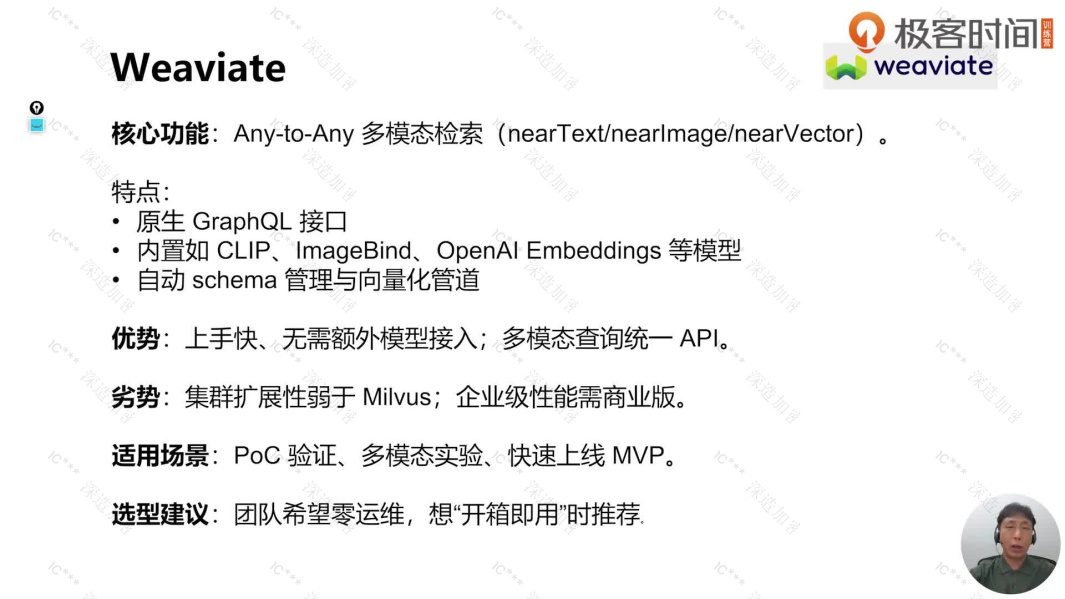 极客时间 训练营
weaviate
Weaviate
核心功能：Any-to-Any 多模态检索（nearText/nearImage/nearVector）。
特点：
• 原生 GraphQL 接口
• 内置如 CLIP、ImageBind、OpenAI Embeddings 等模型
• 自动 schema 管理与向量化管道
优势：上手快、无需额外模型接入；多模态查询统一 API。
劣势：集群扩展性弱于 Milvus；企业级性能需商业版。
适用场景：PoC 验证、多模态实验、快速上线 MVP。
选型建议：团队希望零运维，想“开箱即用”时推荐.